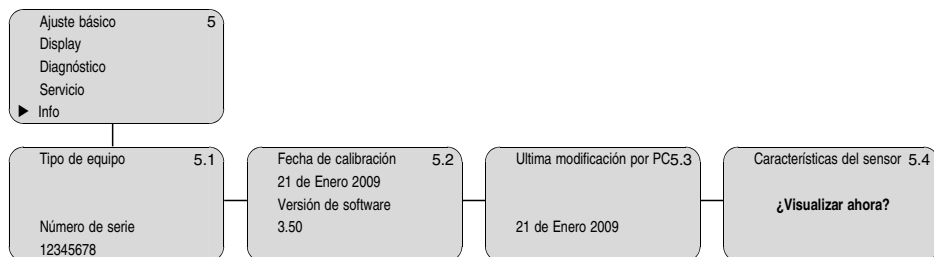 Ajuste básico 5
Display
Diagnóstico
Servicio
▶ Info
Tipo de equipo 5.1
Número de serie
12345678
Fecha de calibración 5.2
21 de Enero 2009
Versión de software
3.50
Ultima modificación por PC5.3
21 de Enero 2009
Características del sensor 5.4
¿Visualizar ahora?